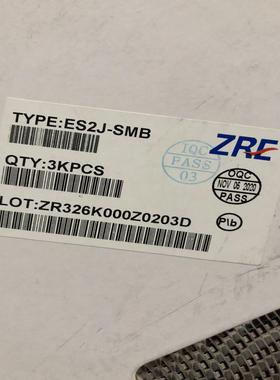 TYPE:ES2J-SMB
IQC
PASS
03
ZRE
QTY:3KPCS
OQC
NOV 06 2020
PASS
LOT:ZR326K000Z0203D
Pb